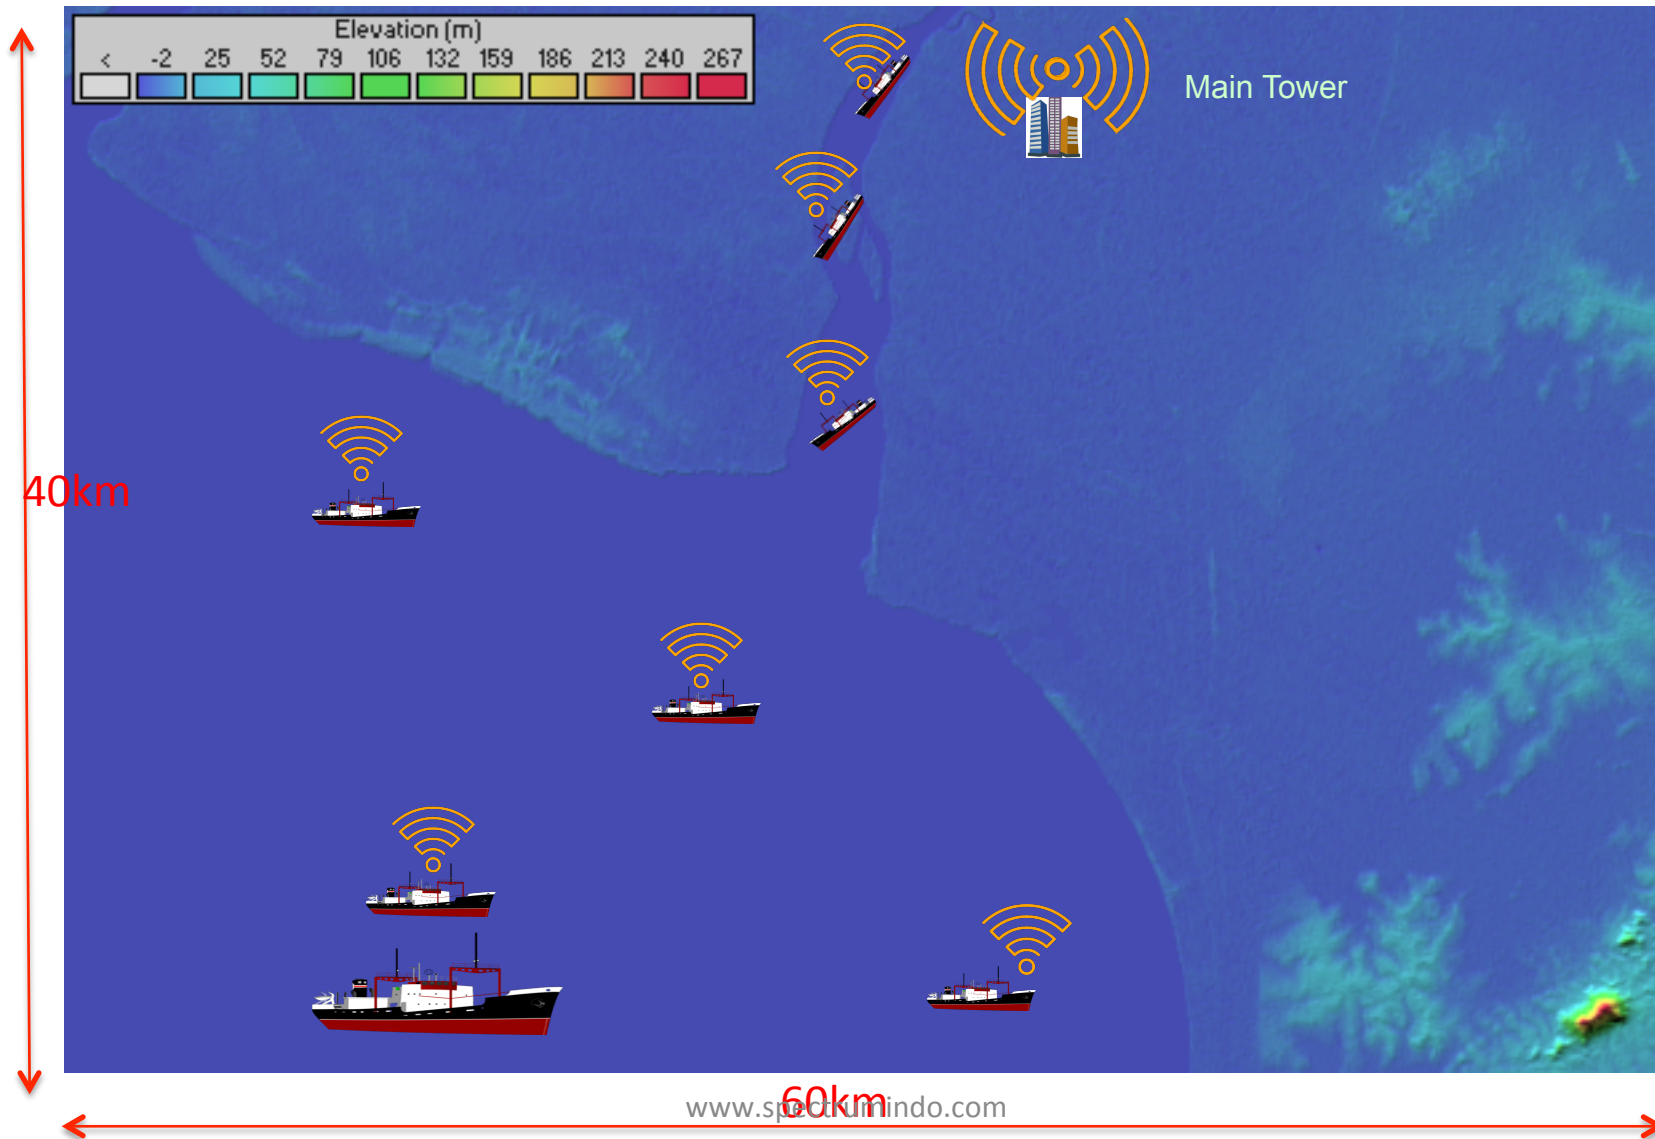 Elevation (m)
< -2 25 52 79 106 132 159 186 213 240 267
Main Tower
40km
60km
www.spectrumindo.com